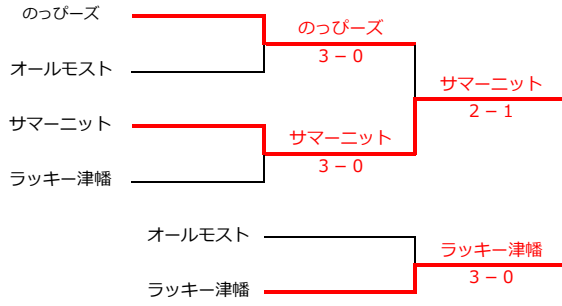 のっぴーズ
のっぴーズ
3 − 0
オールモスト
サマーニット
2 − 1
サマーニット
サマーニット
3 − 0
ラッキー津幡
オールモスト
ラッキー津幡
3 − 0
ラッキー津幡